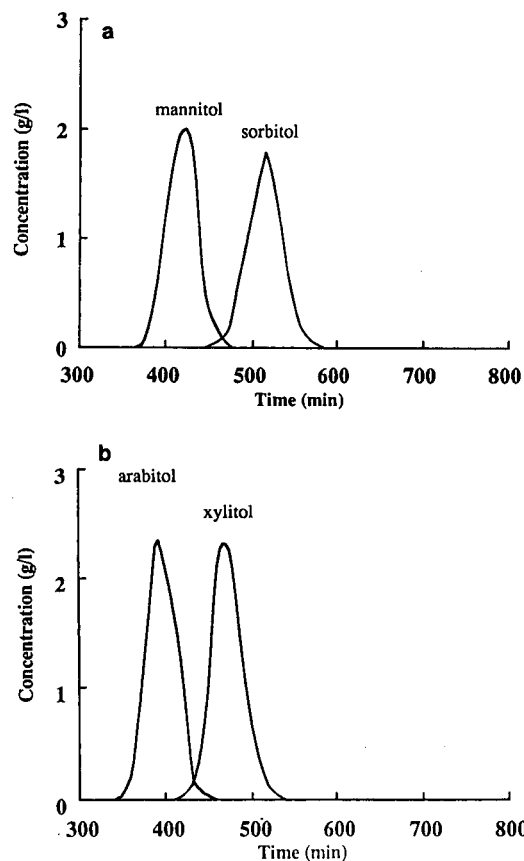 a
Concentration (g/l)
3
2
1
0
mannitol
sorbitol
300 400 500 600 700 800
Time (min)
b
Concentration (g/l)
3
2
1
0
arabitol
xylitol
300 400 500 600 700 800
Time (min)